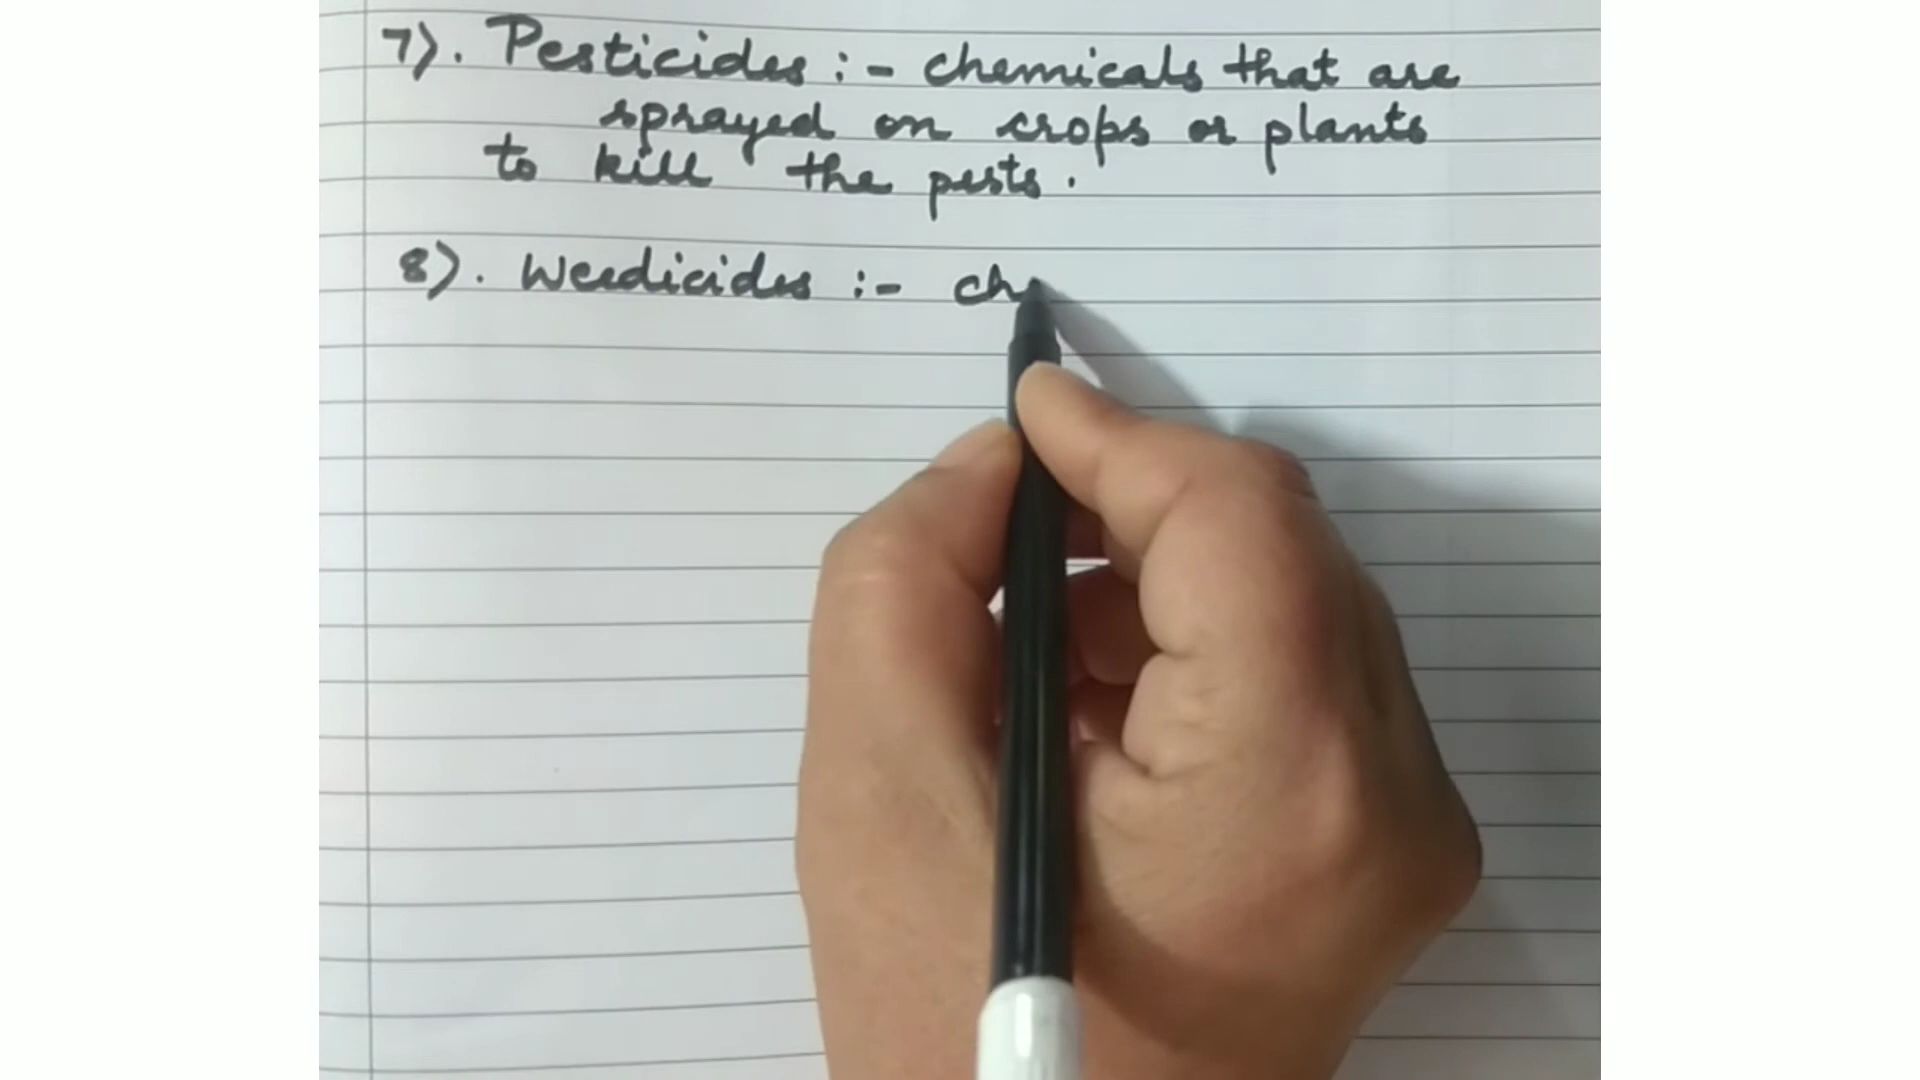 7). Pesticides :- chemicals that are
sprayed on crops or plants
to kill the pests.
8). Weedicides :- ch